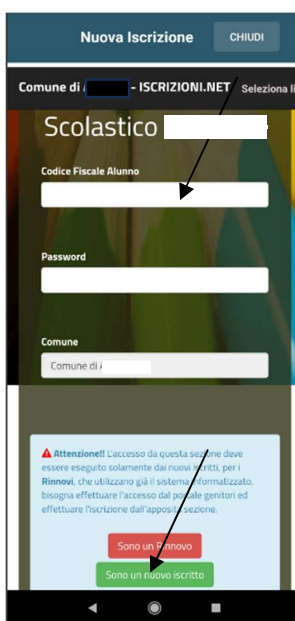 Nuova Iscrizione CHIUDI
Comune di - ISCRIZIONI.NET Seleziona li
Scolastico
Codice Fiscale Alunno
Password
Comune
Comune di
Attenzione!! L'accesso da questa sezione deve
essere eseguito solamente dai nuovi iscritti, per i
Rinnovi, che utilizzano già il sistema informatizzato,
bisogna effettuare l'accesso dal portale genitori ed
effettuare l'iscrizione dall'apposita sezione.
Sono un Rinnovo
Sono un nuovo iscritto